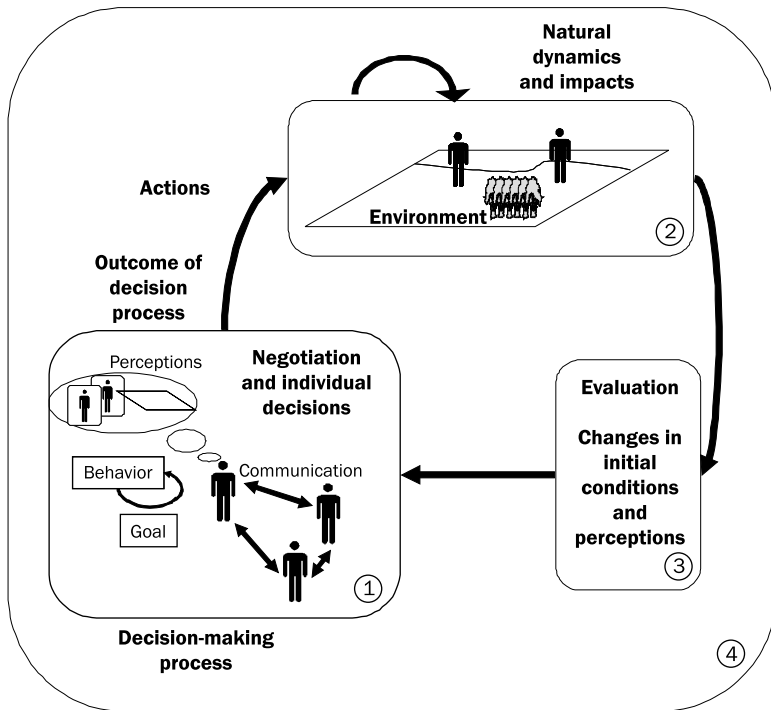 Natural
dynamics
and impacts
Actions
Environment
2
Outcome of
decision
process
Perceptions
Negotiation
and individual
decisions
Behavior
Communication
Goal
1
Decision-making
process
Evaluation
Changes in
initial
conditions
and
perceptions
3
4